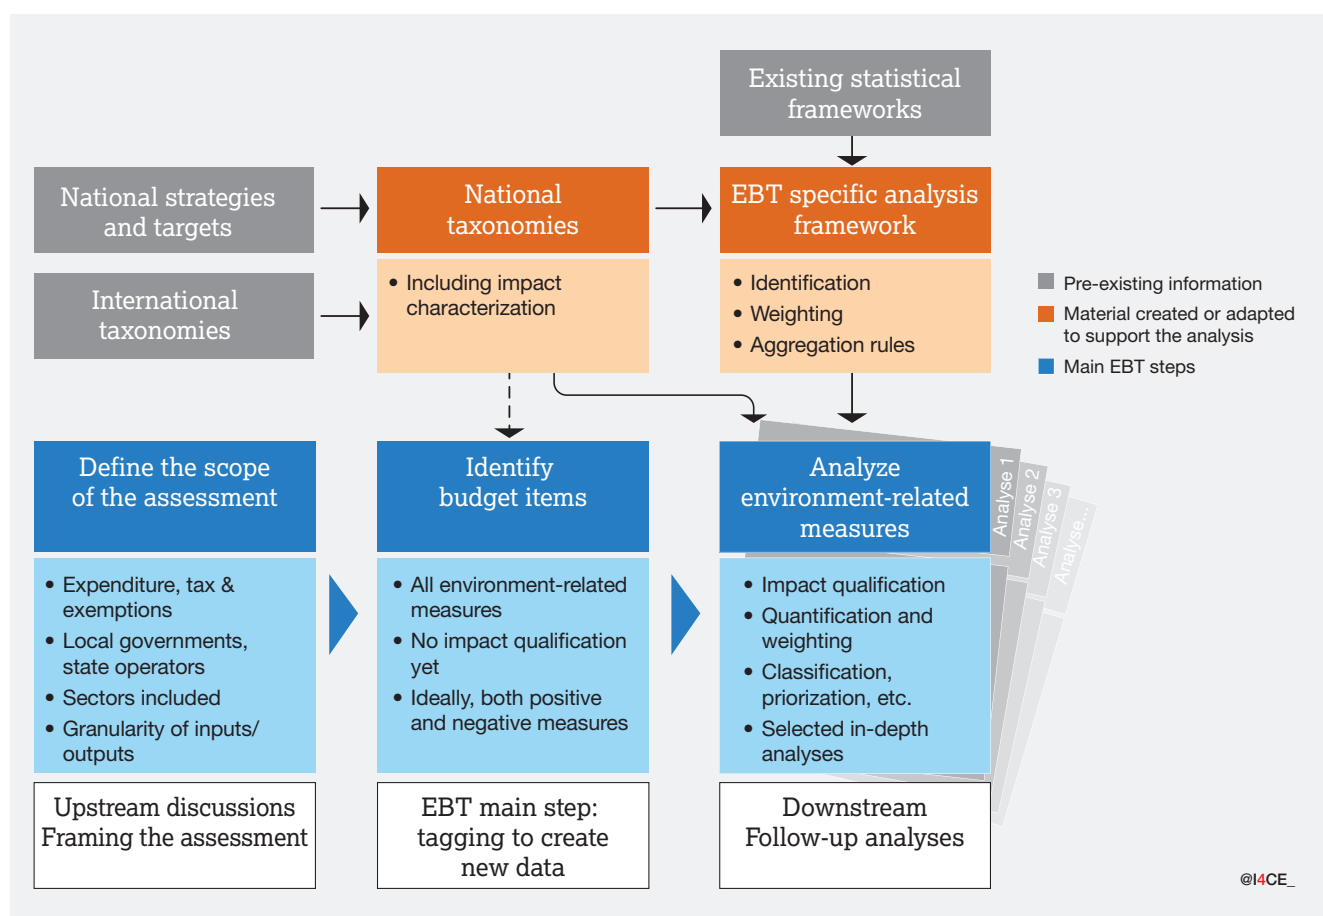 Existing statistical
frameworks
National strategies
and targets
National
taxonomies
EBT specific analysis
framework
International
taxonomies
• Including impact
characterization
• Identification
• Weighting
• Aggregation rules
Pre-existing information
Material created or adapted
to support the analysis
Main EBT steps
Define the scope
of the assessment
Identify
budget items
Analyze
environment-related
measures
Analyse 1
Analyse 2
Analyse 3
Analyse...
• Expenditure, tax &
exemptions
• Local governments,
state operators
• Sectors included
• Granularity of inputs/
outputs
• All environment-related
measures
• No impact qualification
yet
• Ideally, both positive
and negative measures
• Impact qualification
• Quantification and
weighting
• Classification,
priorization, etc.
• Selected in-depth
analyses
Upstream discussions
Framing the assessment
EBT main step:
tagging to create
new data
Downstream
Follow-up analyses
@I4CE_